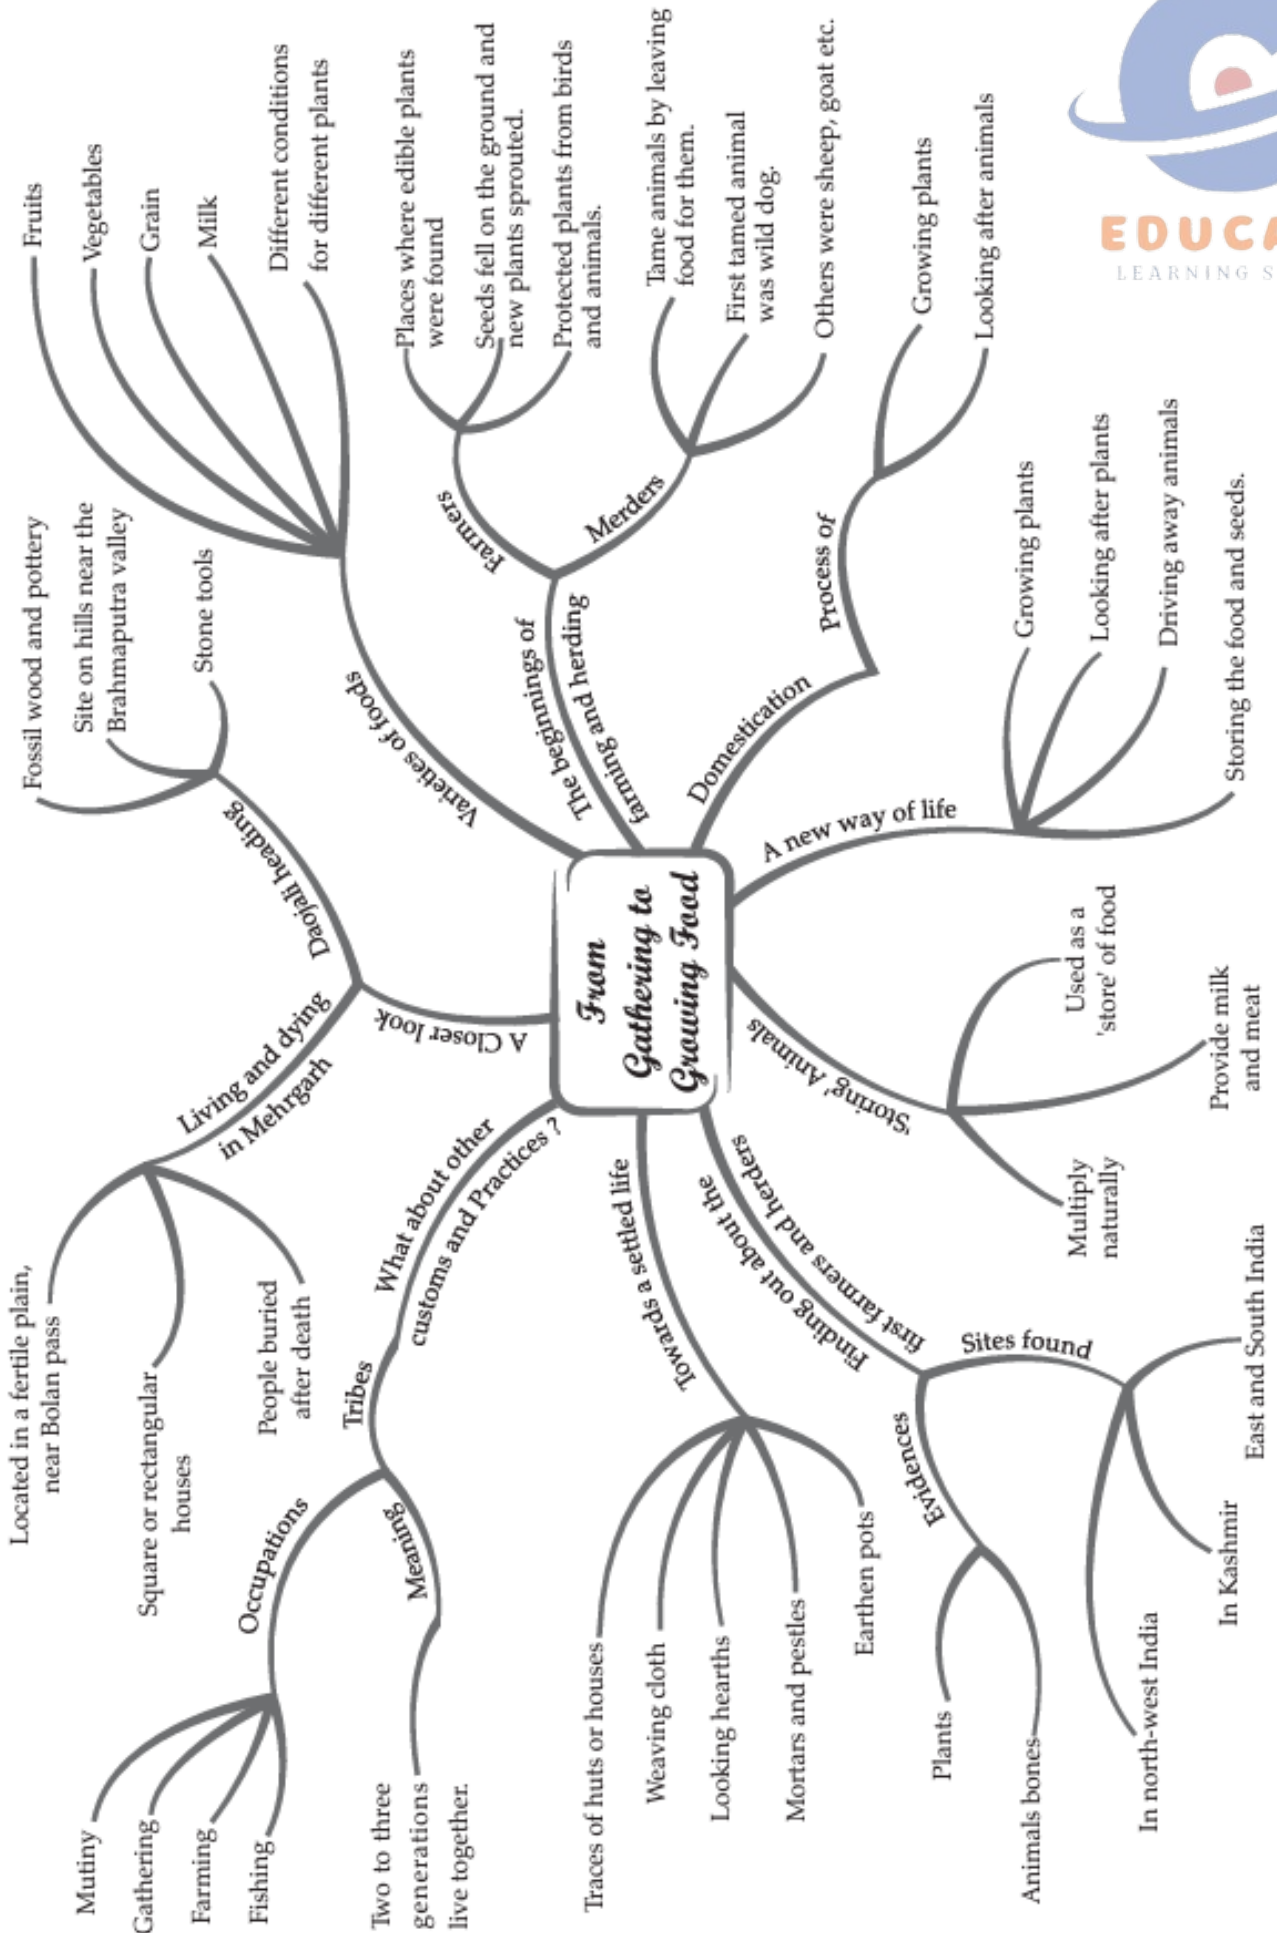 From
Gathering to
Growing Food
Varieties of foods
Fruits
Vegetables
Grain
Milk
Different conditions
for different plants
The beginnings of
farming and herding
Farmers
Places where edible plants
were found
Seeds fell on the ground and
new plants sprouted.
Protected plants from birds
and animals.
Merders
Tame animals by leaving
food for them.
First tamed animal
was wild dog.
Others were sheep, goat etc.
Domestication
Process of
Growing plants
Looking after animals
A new way of life
Growing plants
Looking after plants
Driving away animals
Storing the food and seeds.
'Storing' Animals
Used as a
'store' of food
Provide milk
and meat
Multiply
naturally
Finding out about the
first farmers and herders
Sites found
East and South India
In Kashmir
In north-west India
Evidences
Plants
Animals bones
Towards a settled life
Traces of huts or houses
Weaving cloth
Looking hearths
Mortars and pestles
Earthen pots
What about other
customs and Practices ?
Tribes
Occupations
Mutiny
Gathering
Farming
Fishing
Meaning
Two to three
generations
live together.
A Closer look
Living and dying
in Mehrgarh
Located in a fertile plain,
near Bolan pass
Square or rectangular
houses
People buried
after death
Daojali heading
Fossil wood and pottery
Site on hills near the
Brahmaputra valley
Stone tools
EDUCA
LEARNING S